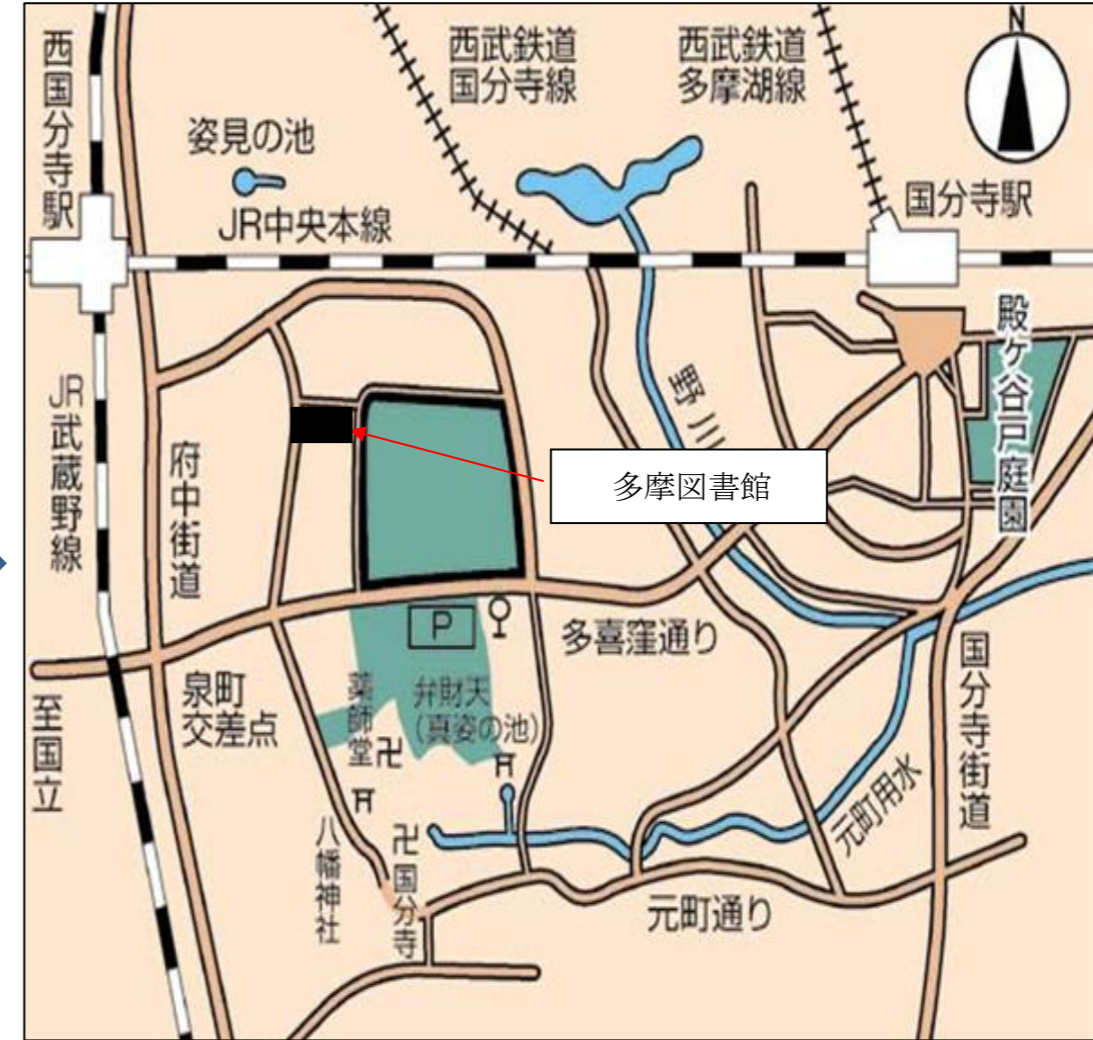 西国分寺駅
西武鉄道
国分寺線
西武鉄道
多摩湖線
N
姿見の池
国分寺駅
JR中央本線
殿ヶ谷戸庭園
野川
JR武蔵野線
府中街道
多摩図書館
P
多喜窪通り
泉町
交差点
薬師堂
卍
弁財天
(真姿の池)
国分寺街道
至国立
八幡神社
卍国分寺
元町用水
元町通り